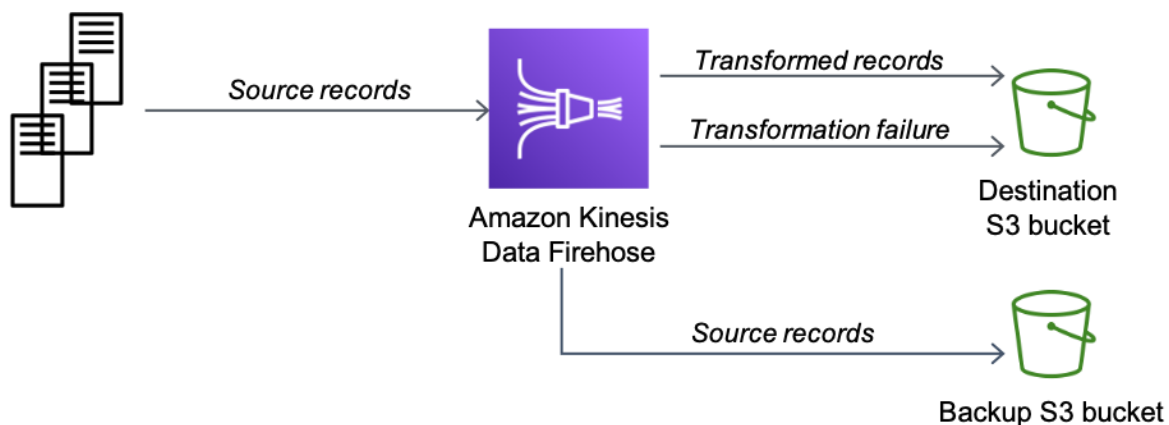 Source records
Transformed records
Transformation failure
Amazon Kinesis
Data Firehose
Destination
S3 bucket
Source records
Backup S3 bucket